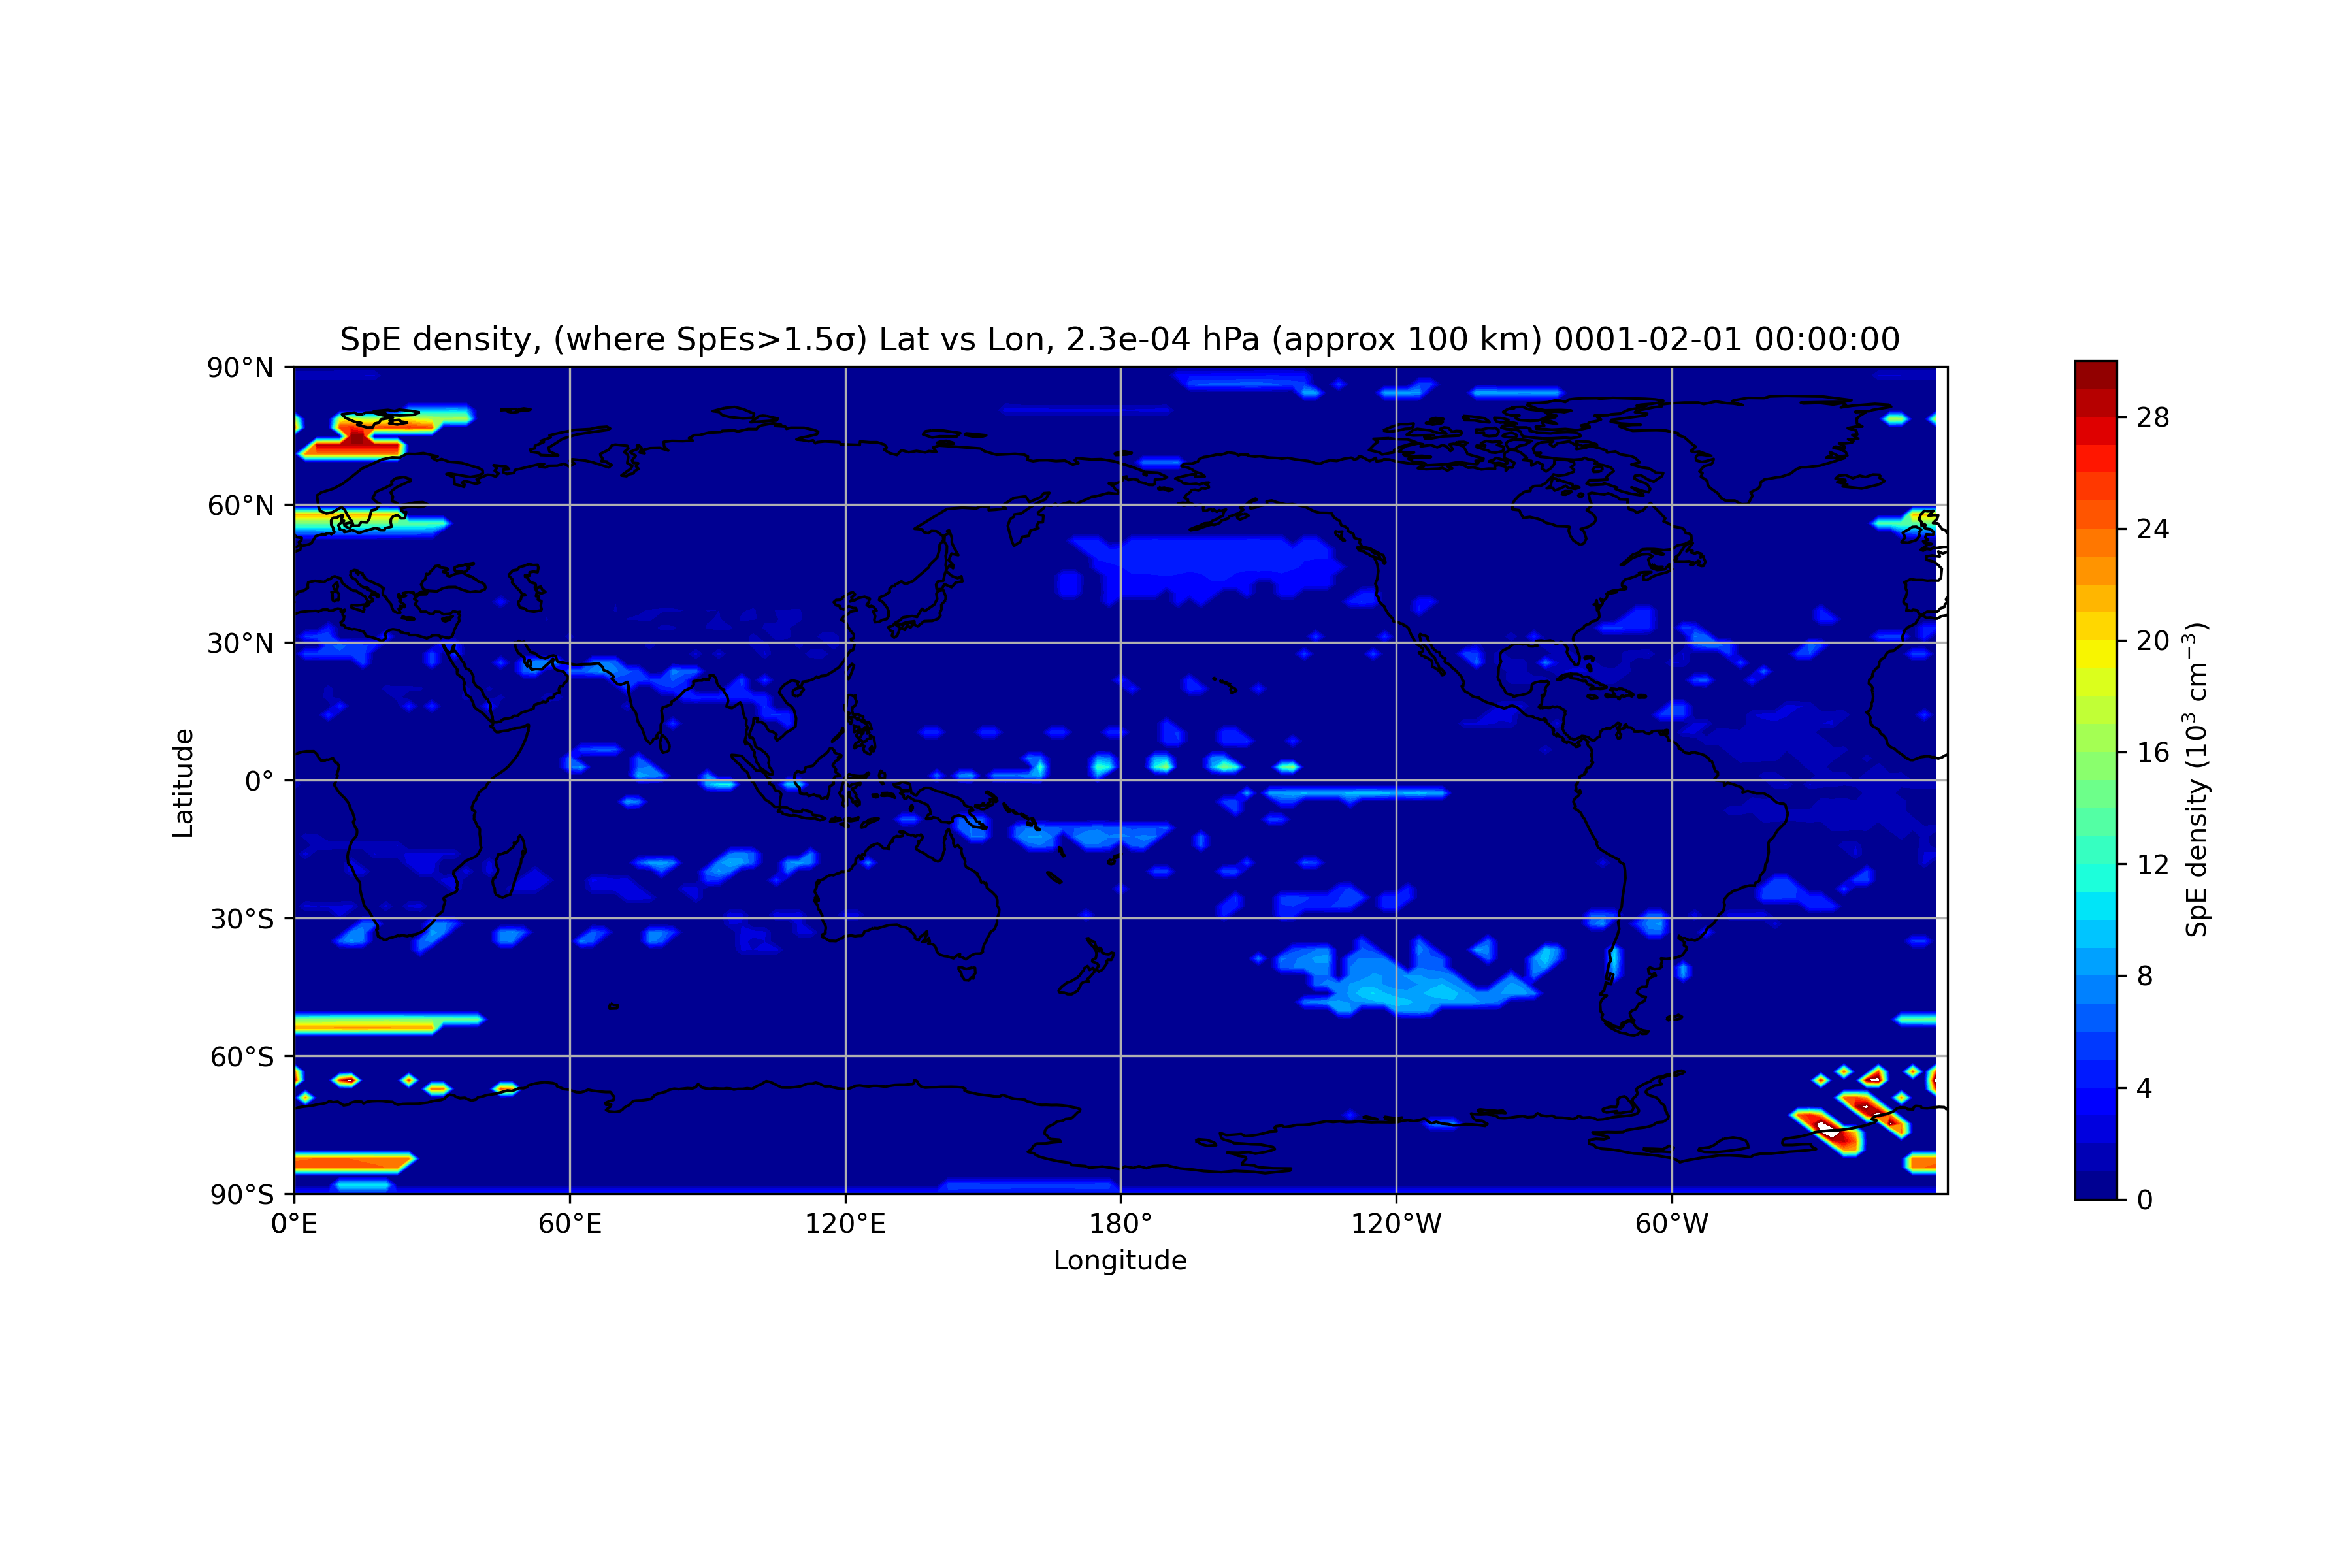 SpE density, (where SpEs>1.5σ) Lat vs Lon, 2.3e-04 hPa (approx 100 km) 0001-02-01 00:00:00
90°N
60°N
30°N
0°
30°S
60°S
90°S
Latitude
0°E
60°E
120°E
180°
120°W
60°W
Longitude
28
24
20
16
12
8
4
0
SpE density (10³ cm⁻³)